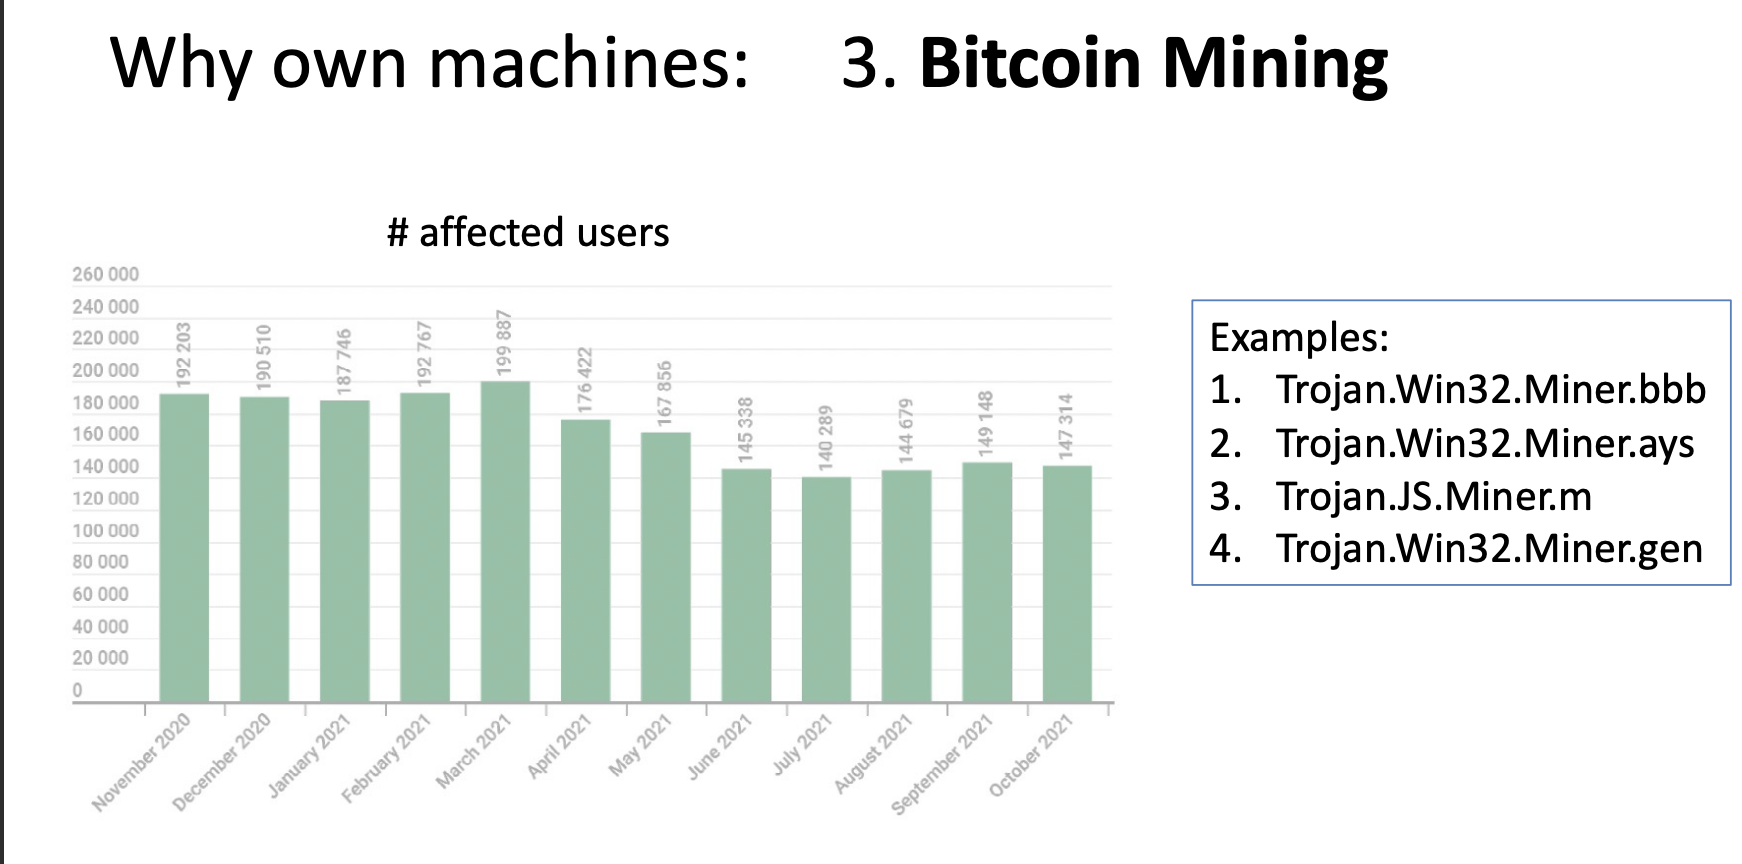 Why own machines: 3. Bitcoin Mining
# affected users
260 000
240 000
220 000
200 000
180 000
160 000
140 000
120 000
100 000
80 000
60 000
40 000
20 000
0
192 203
190 510
187 746
192 767
199 887
176 422
167 856
145 338
140 289
144 679
149 148
147 314
November 2020
December 2020
January 2021
February 2021
March 2021
April 2021
May 2021
June 2021
July 2021
August 2021
September 2021
October 2021
Examples:
1. Trojan.Win32.Miner.bbb
2. Trojan.Win32.Miner.ays
3. Trojan.JS.Miner.m
4. Trojan.Win32.Miner.gen